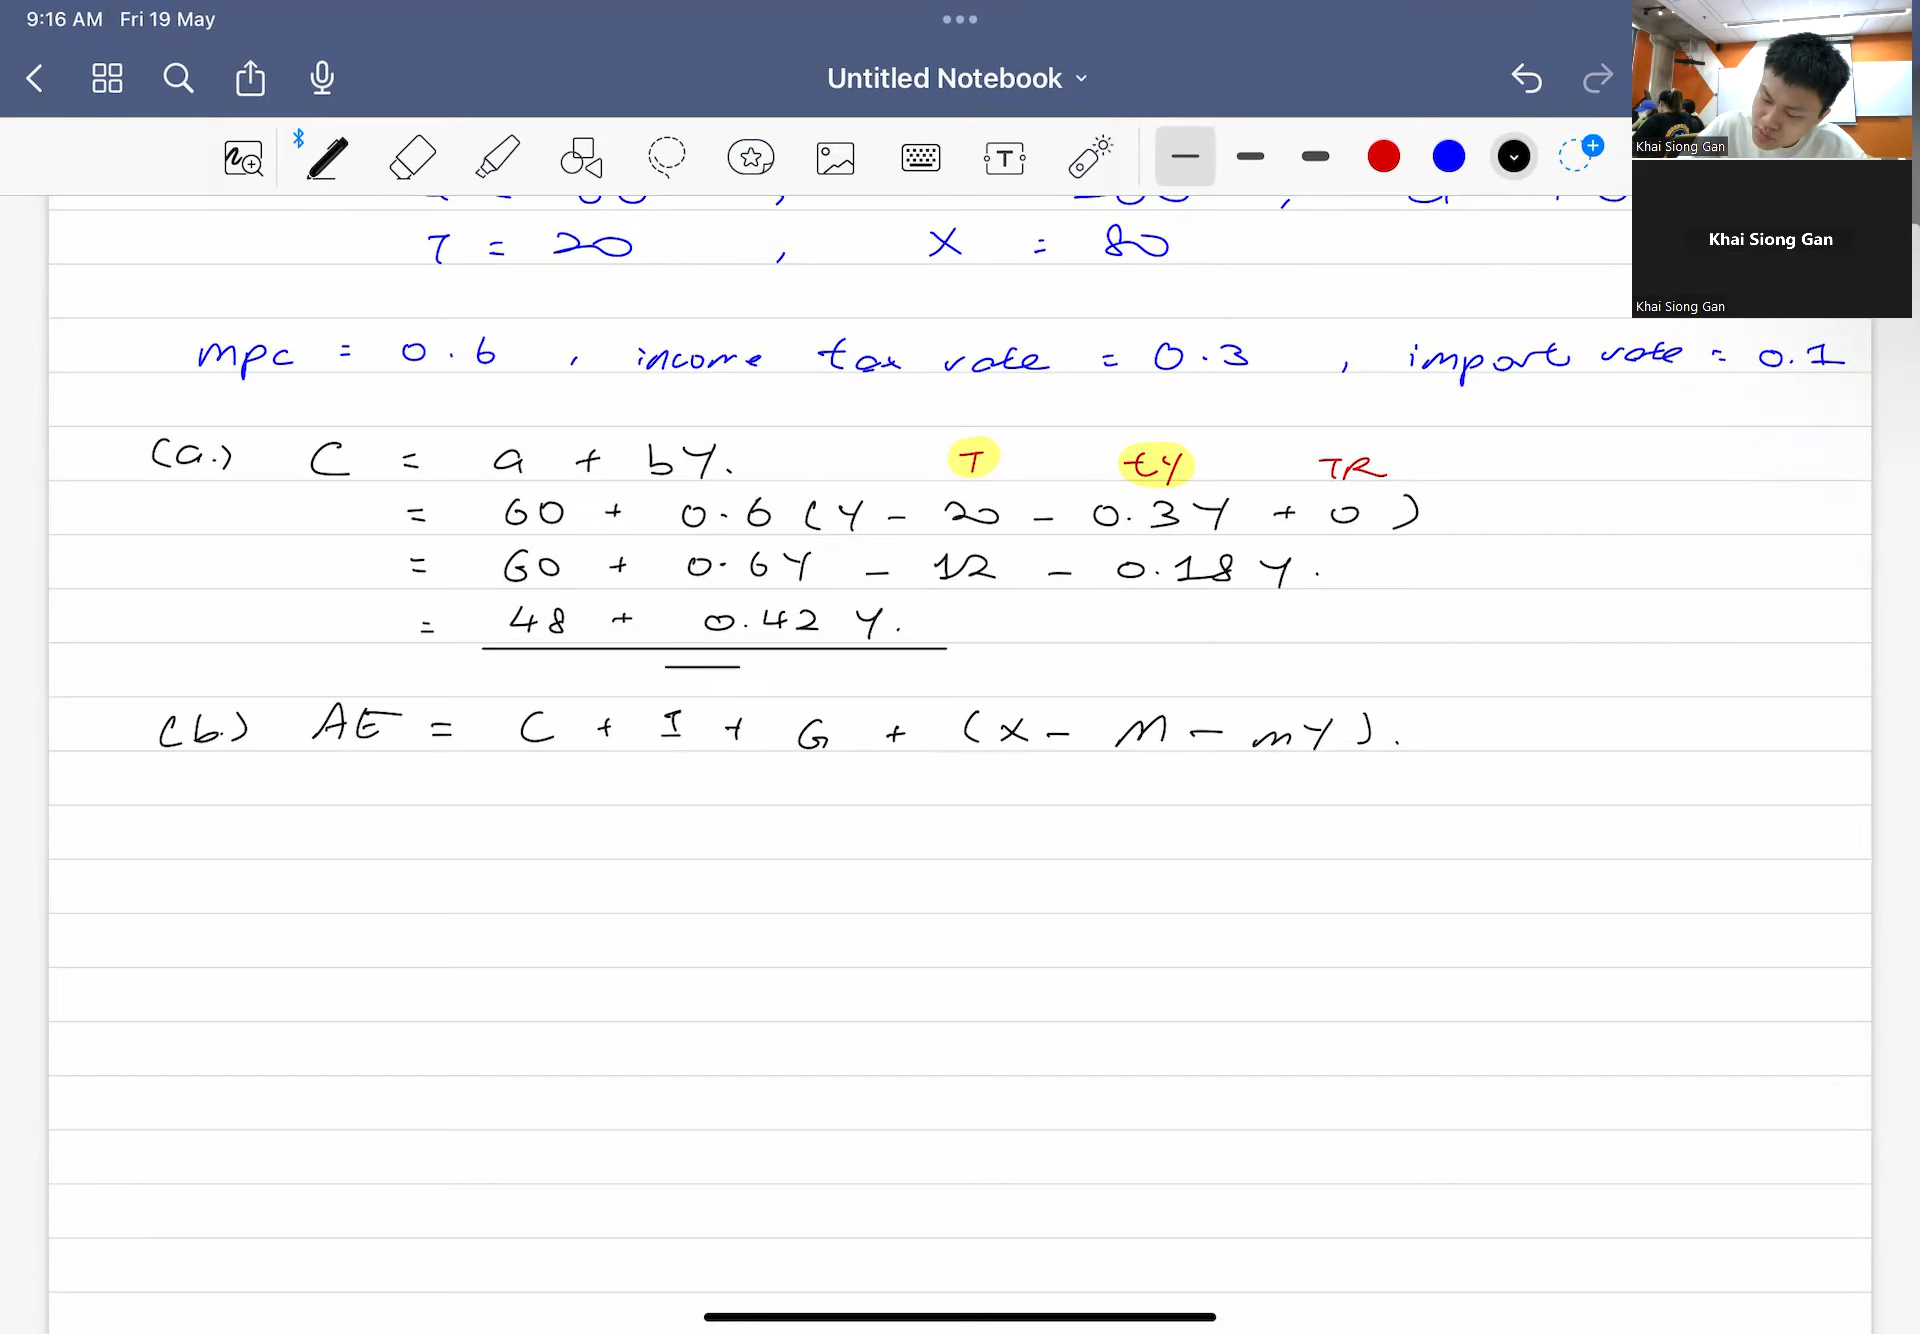 9:16 AM Fri 19 May
Untitled Notebook
Khai Siong Gan
Khai Siong Gan
Khai Siong Gan
T = 20 , X = 80
mpc = 0.6 , income tax rate = 0.3 , import rate = 0.1
(a.) C = a + bY. T tY TR
= 60 + 0.6 (Y - 20 - 0.3Y + 0 )
= 60 + 0.6Y - 12 - 0.18Y.
= 48 + 0.42 Y.
(b.) AE = C + I + G + (X - M - mY).